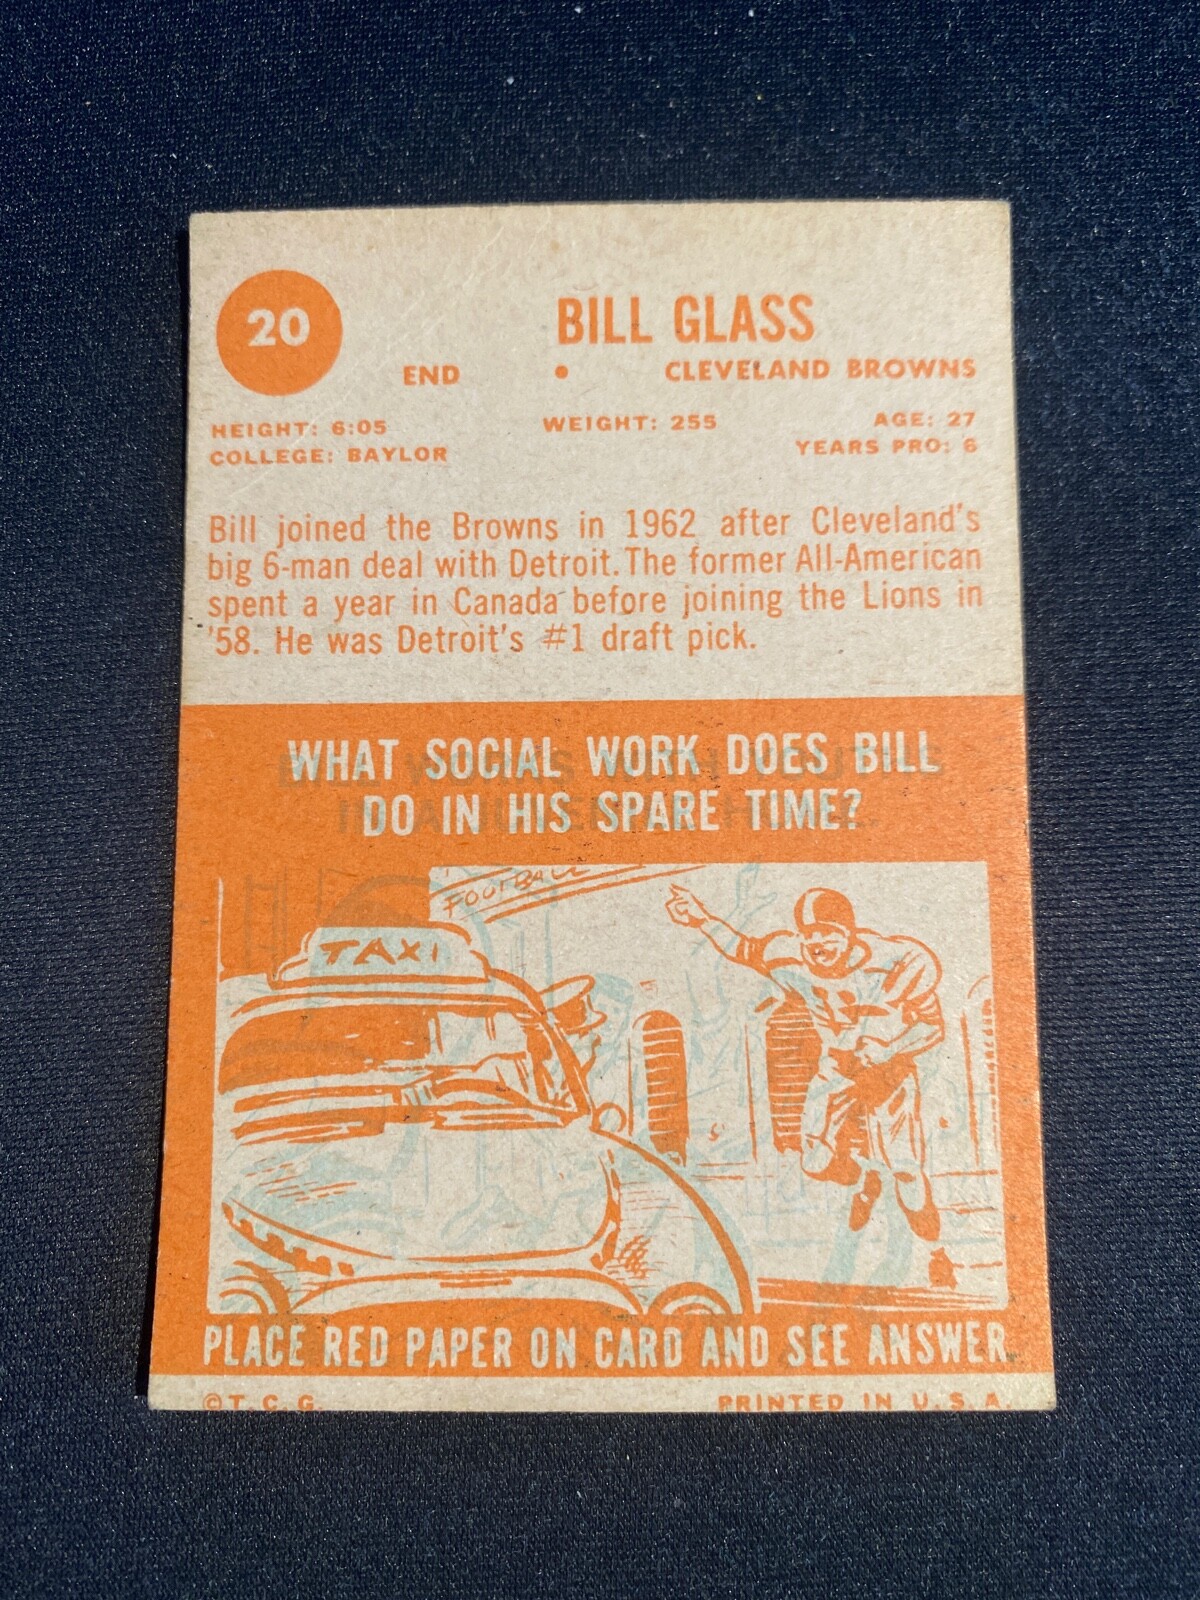 20
BILL GLASS
END • CLEVELAND BROWNS
HEIGHT: 6:05 WEIGHT: 255 AGE: 27
COLLEGE: BAYLOR YEARS PRO: 6
Bill joined the Browns in 1962 after Cleveland's
big 6-man deal with Detroit. The former All-American
spent a year in Canada before joining the Lions in
'58. He was Detroit's #1 draft pick.
WHAT SOCIAL WORK DOES BILL
DO IN HIS SPARE TIME?
FOOTBALL
TAXI
PLACE RED PAPER ON CARD AND SEE ANSWER
©T.C.G. PRINTED IN U.S.A.